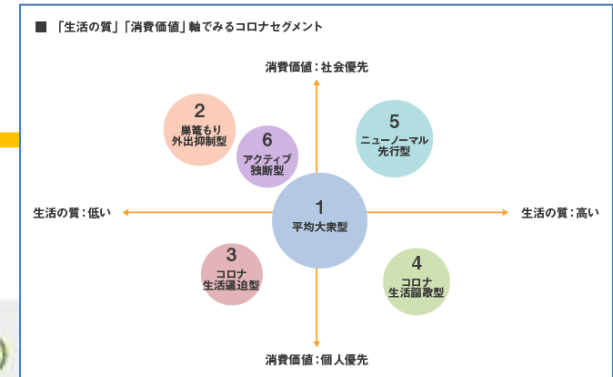 ■ 「生活の質」「消費価値」軸でみるコロナセグメント
消費価値：社会優先
2
巣篭もり
外出抑制型
6
アクティブ
独断型
5
ニューノーマル
先行型
生活の質：低い
1
平均大衆型
生活の質：高い
3
コロナ
生活逼迫型
4
コロナ
生活謳歌型
消費価値：個人優先